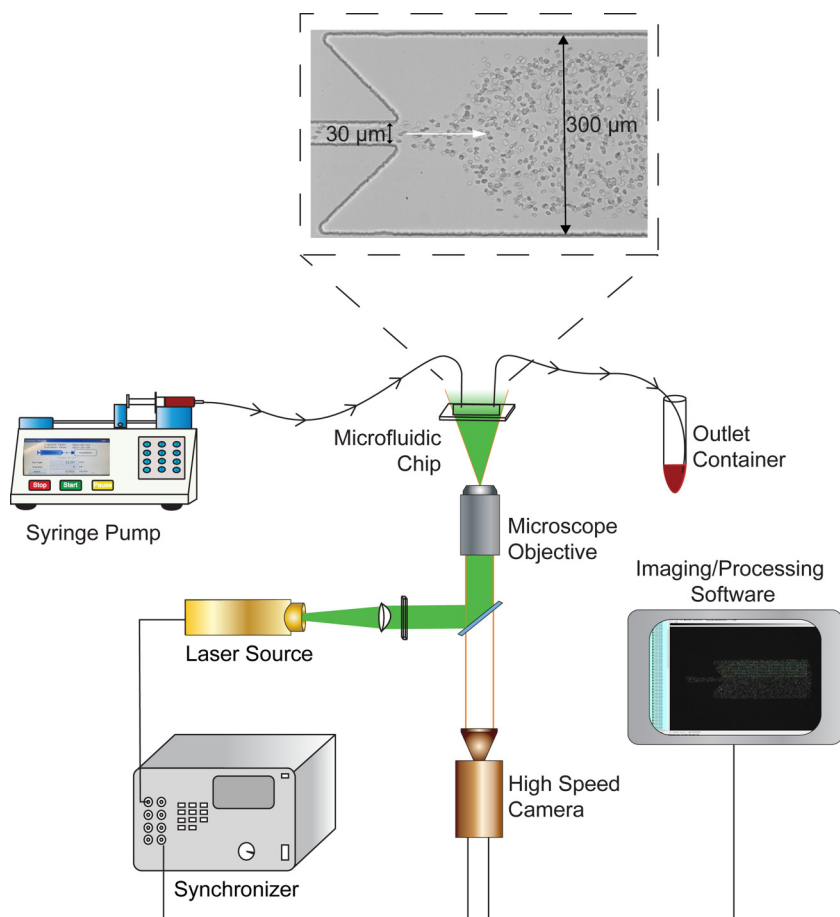 30 µm
300 µm
Microfluidic
Chip
Outlet
Container
Stop
Start
Pause
Syringe Pump
Microscope
Objective
Imaging/Processing
Software
Laser Source
High Speed
Camera
Synchronizer